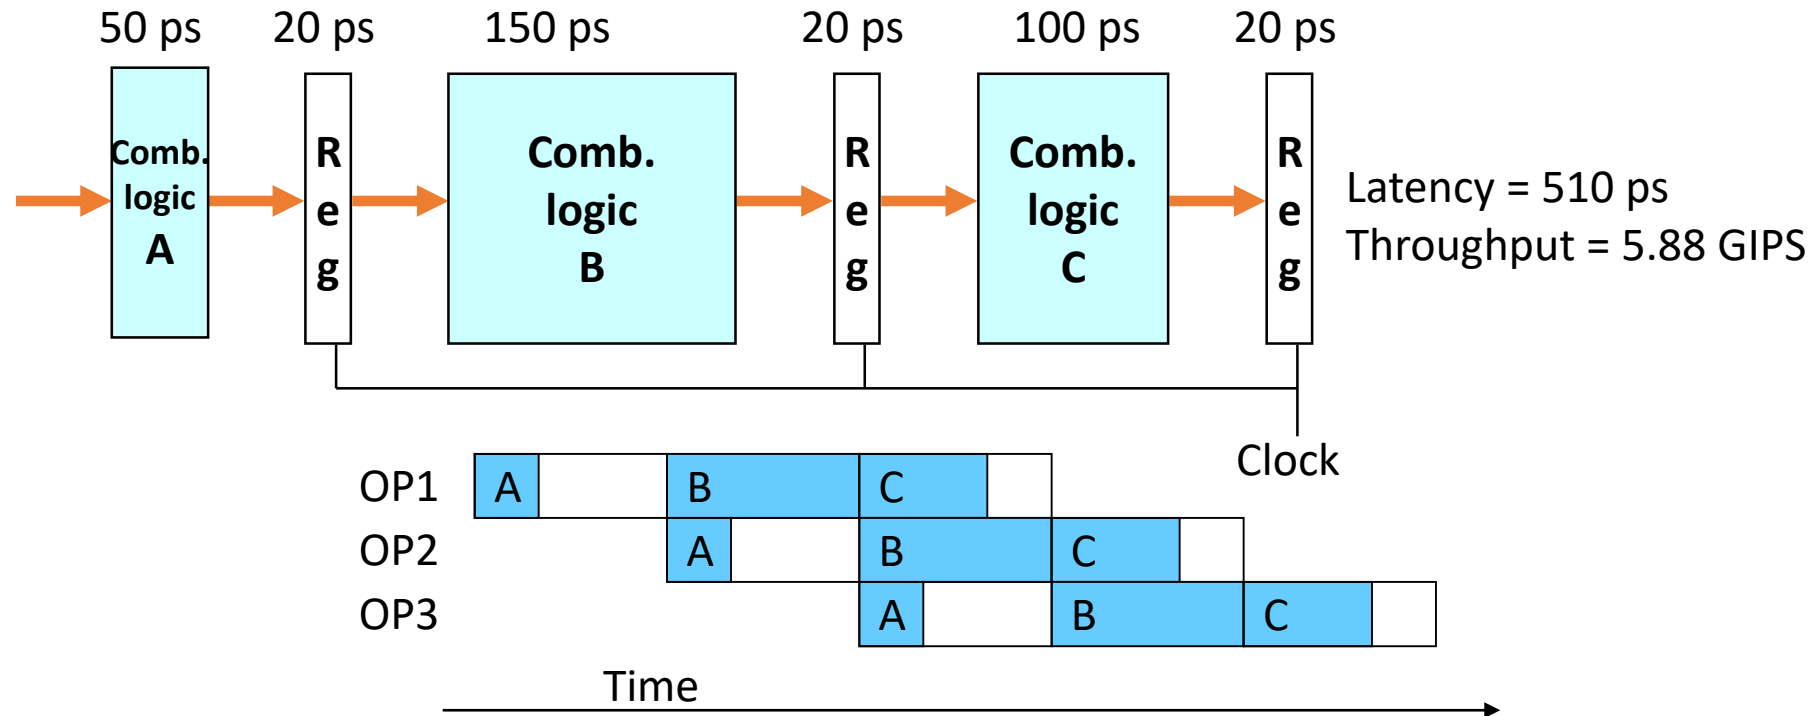 50 ps 20 ps 150 ps 20 ps 100 ps 20 ps
Comb.
logic
A
R
e
g
Comb.
logic
B
R
e
g
Comb.
logic
C
R
e
g
Latency = 510 ps
Throughput = 5.88 GIPS
Clock
OP1 A B C
OP2 A B C
OP3 A B C
Time